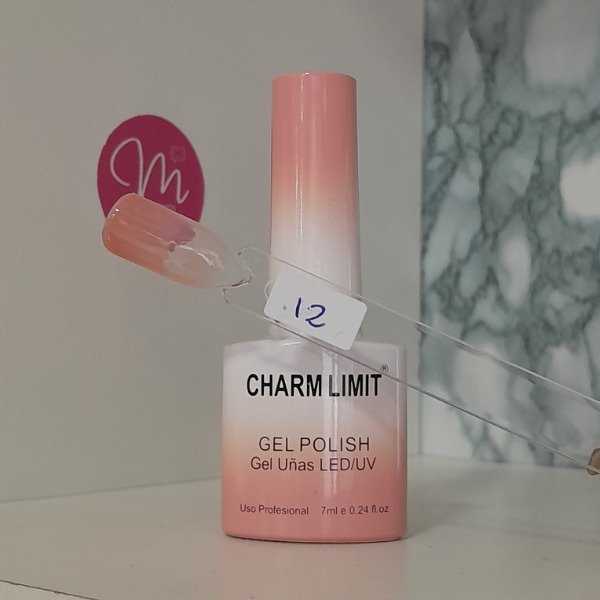 m
12
CHARM LIMIT®
GEL POLISH
Gel Uñas LED/UV
Uso Profesional 7ml e 0.24 fl.oz